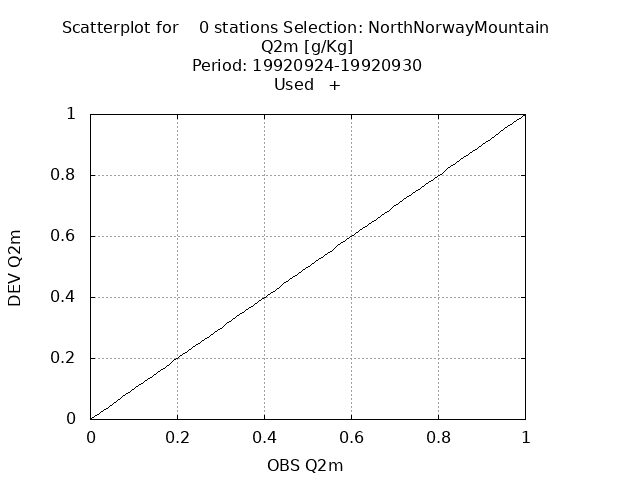 Scatterplot for    0 stations Selection: NorthNorwayMountain
Q2m [g/Kg]
Period: 19920924-19920930
Used   +
1
0.8
0.6
0.4
0.2
0
DEV Q2m
0 0.2 0.4 0.6 0.8 1
OBS Q2m